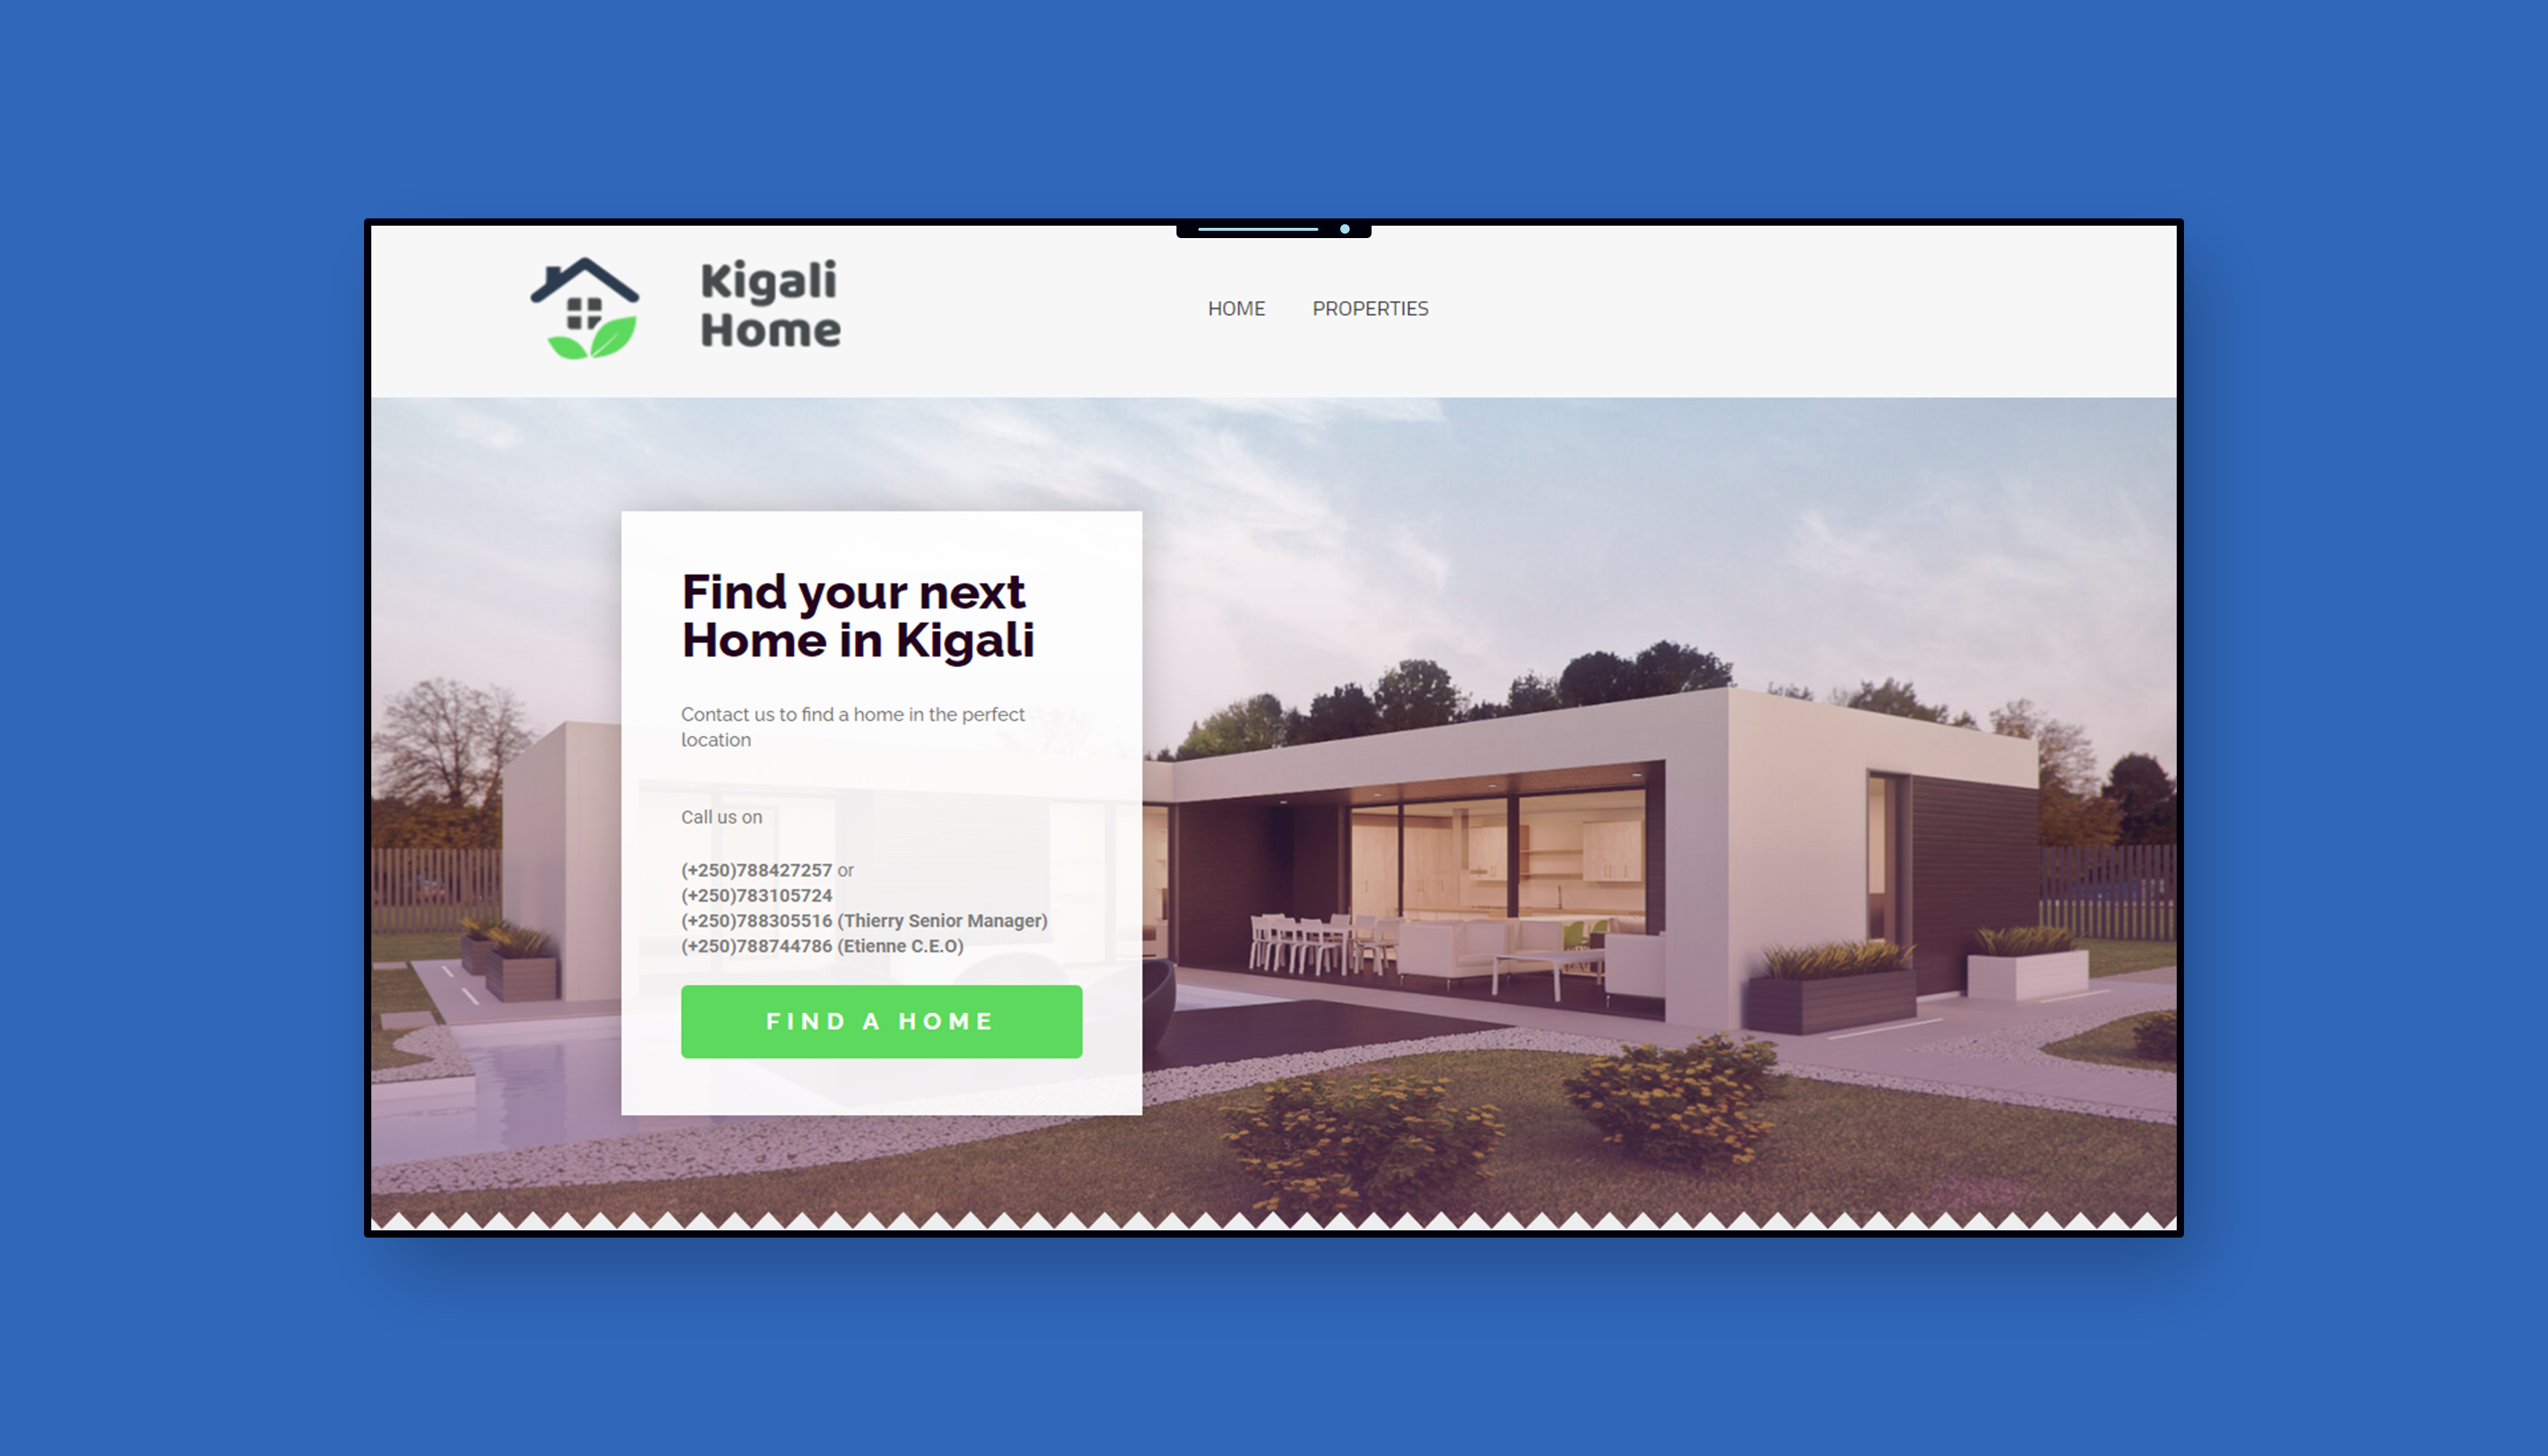 Kigali
Home
HOME PROPERTIES
Find your next
Home in Kigali
Contact us to find a home in the perfect
location
Call us on
(+250)788427257 or
(+250)783105724
(+250)788305516 (Thierry Senior Manager)
(+250)788744786 (Etienne C.E.O)
FIND A HOME